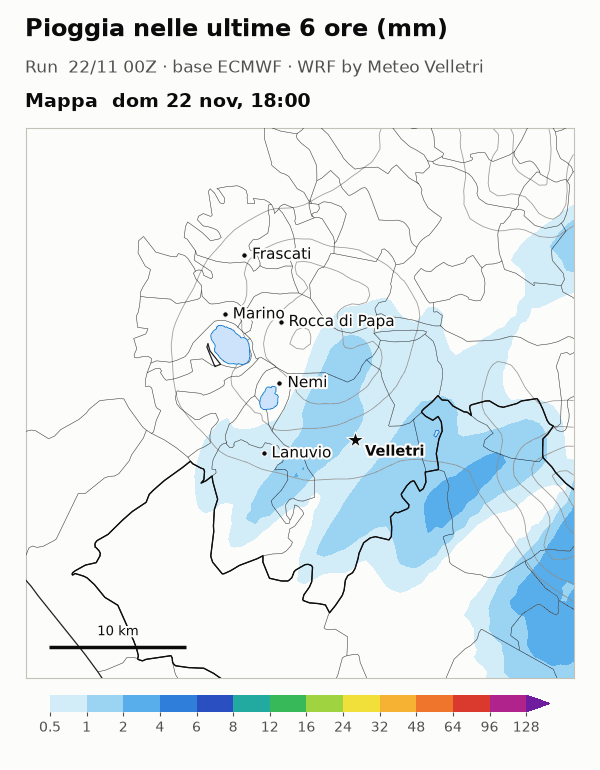 Pioggia nelle ultime 6 ore (mm)
Run 22/11 00Z · base ECMWF · WRF by Meteo Velletri
Mappa dom 22 nov, 18:00
Frascati
Marino
Rocca di Papa
Nemi
Velletri
Lanuvio
10 km
0.5 1 2 4 6 8 12 16 24 32 48 64 96 128